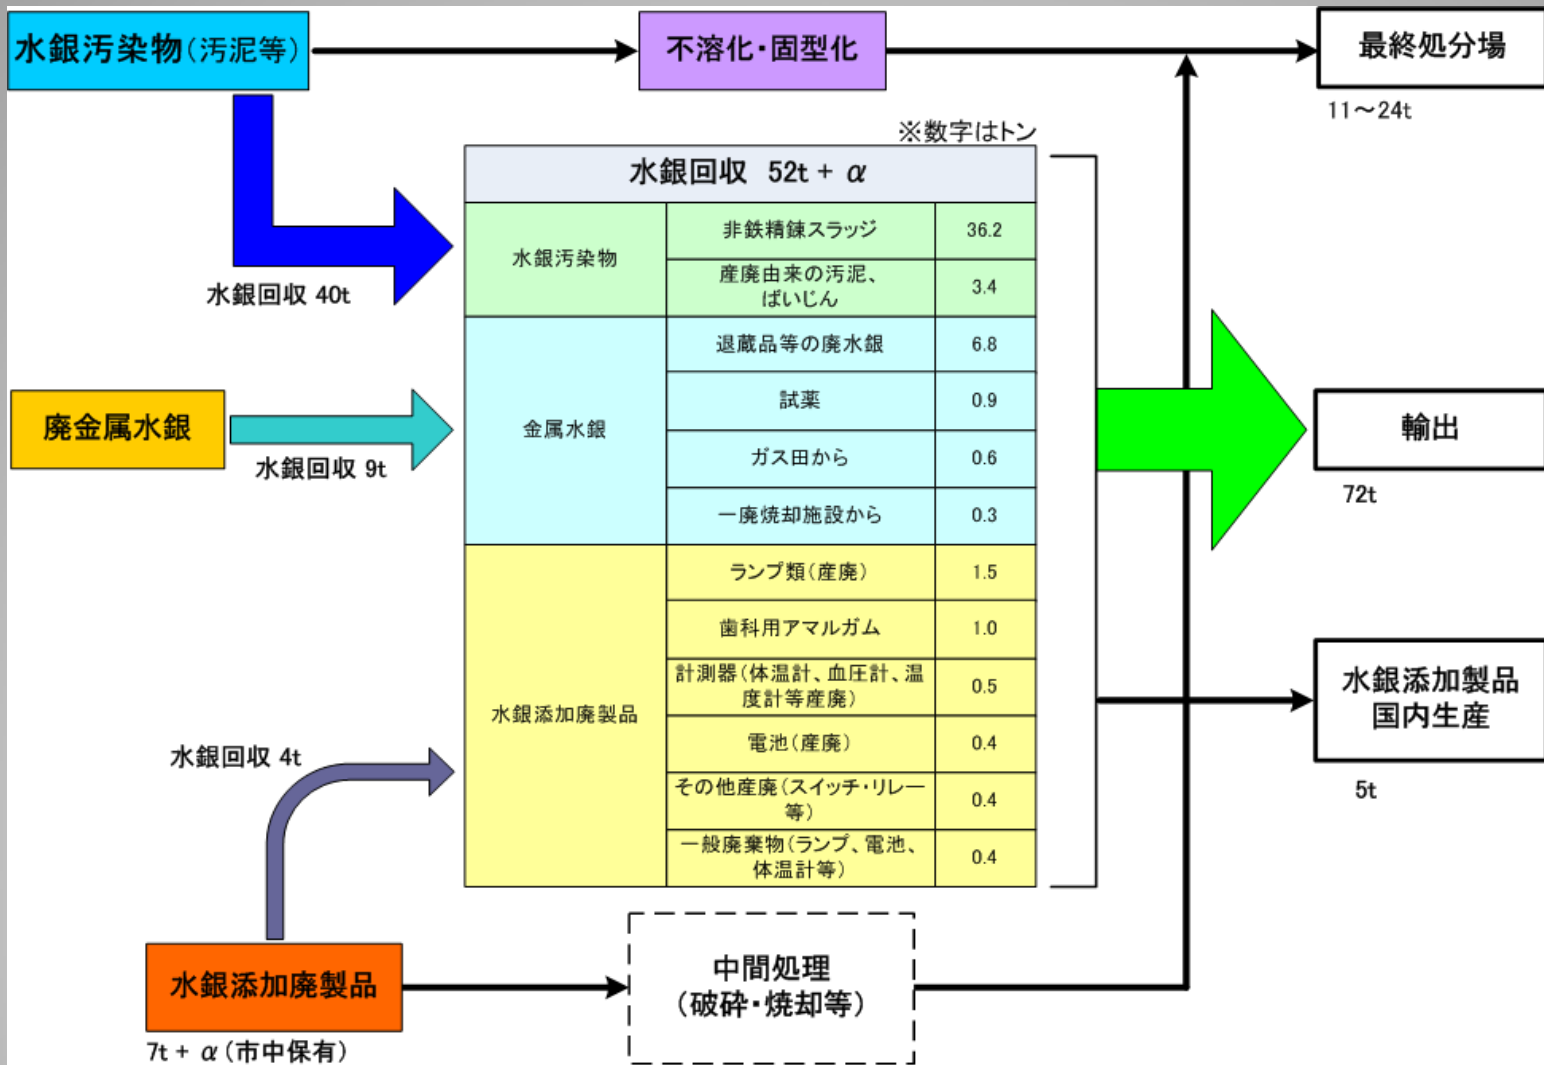 水銀汚染物(汚泥等)
不溶化・固型化
最終処分場
11～24t
※数字はトン
水銀回収 52t + α
水銀汚染物
非鉄精錬スラッジ
36.2
産廃由来の汚泥、
ばいじん
3.4
水銀回収 40t
金属水銀
退蔵品等の廃水銀
6.8
試薬
0.9
ガス田から
0.6
一廃焼却施設から
0.3
廃金属水銀
水銀回収 9t
輸出
72t
水銀添加廃製品
ランプ類(産廃)
1.5
歯科用アマルガム
1.0
計測器(体温計、血圧計、温
度計等産廃)
0.5
電池(産廃)
0.4
その他産廃(スイッチ・リレー
等)
0.4
一般廃棄物(ランプ、電池、
体温計等)
0.4
水銀添加製品
国内生産
5t
水銀回収 4t
水銀添加廃製品
7t + α(市中保有)
中間処理
(破砕・焼却等)